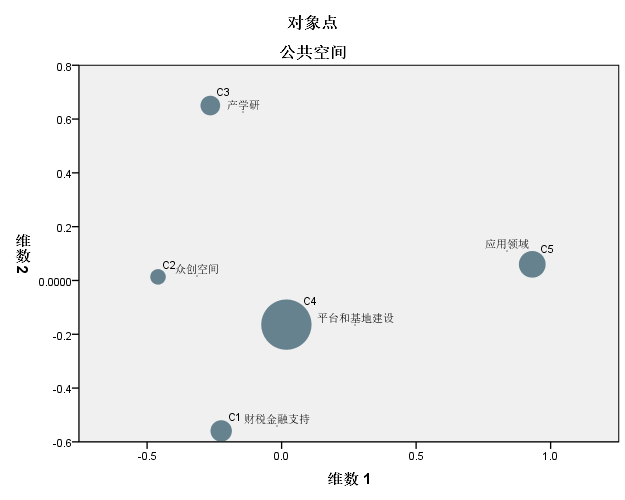 对象点
公共空间
0.8
0.6
0.4
0.2
0.0000
-0.2
-0.4
-0.6
维数 2
C3
产学研
C2 众创空间
应用领域 C5
C4
平台和基地建设
C1 财税金融支持
-0.5
0.0
0.5
1.0
维数 1